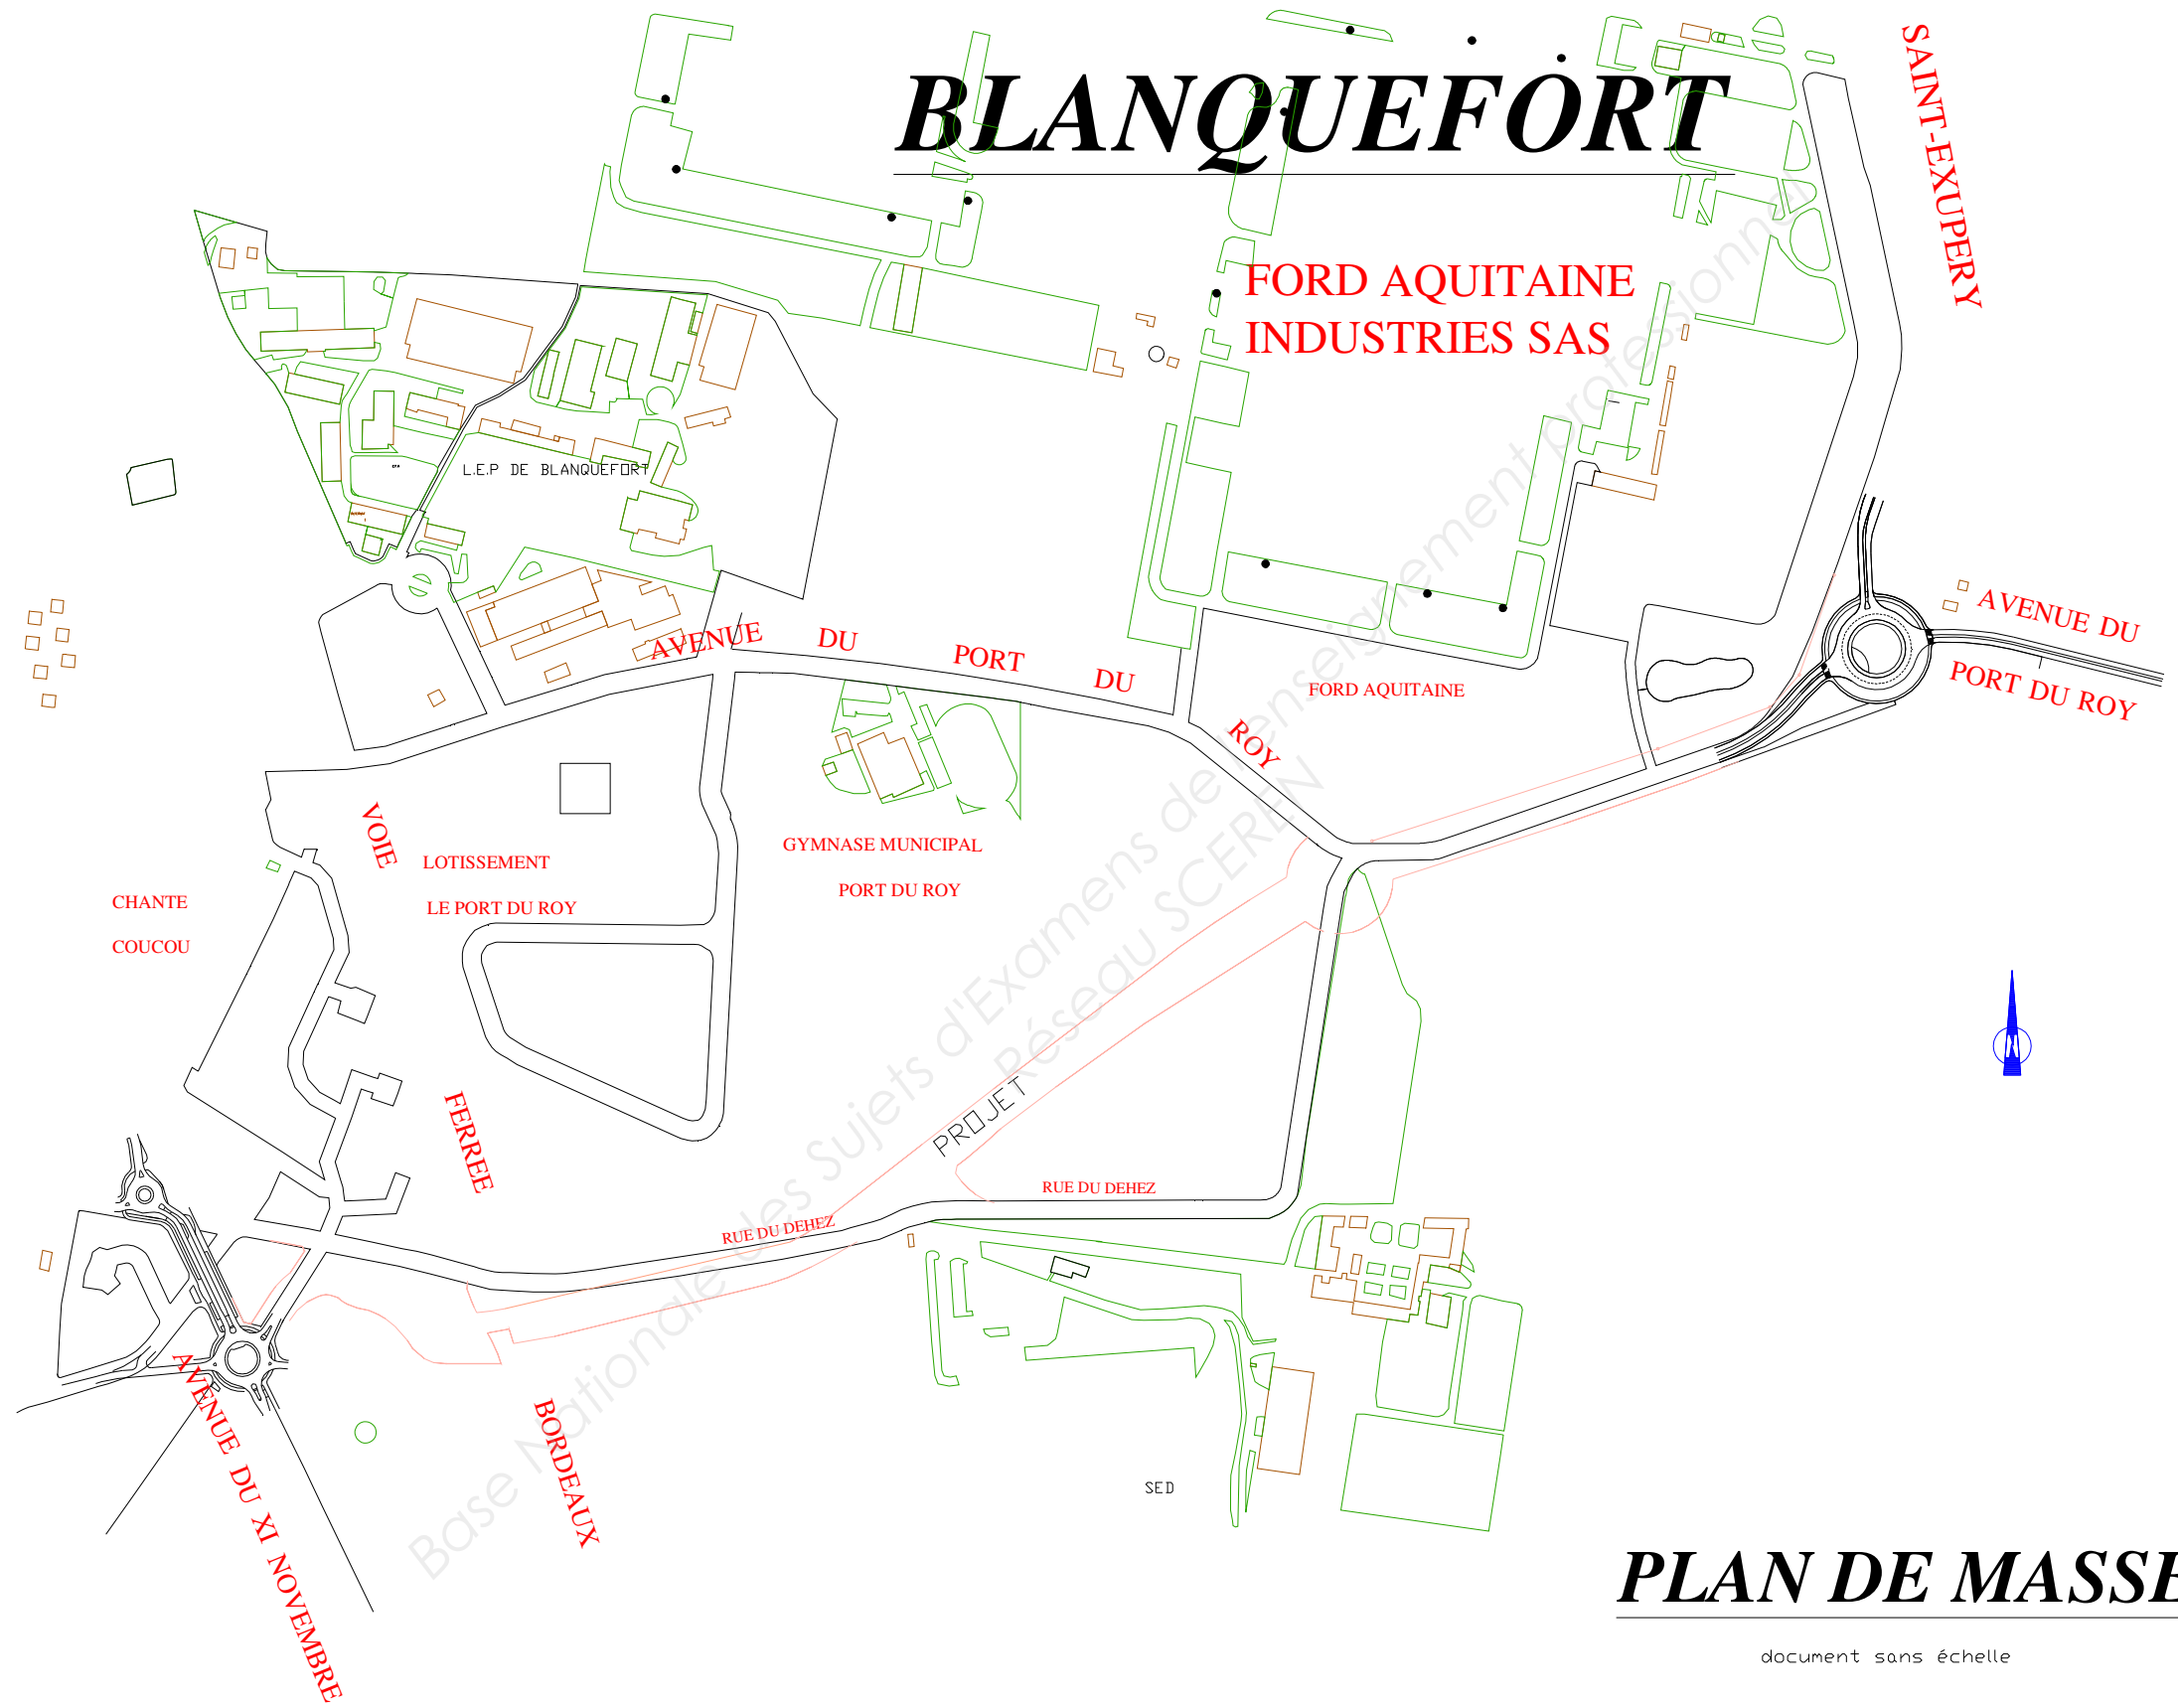 BLANQUEFORT
SAINT-EXUPERY
FORD AQUITAINE
INDUSTRIES SAS
L.E.P DE BLANQUEFORT
AVENUE DU PORT DU ROY
AVENUE DU
PORT DU ROY
FORD AQUITAINE
GYMNASE MUNICIPAL
PORT DU ROY
VOIE FERREE BORDEAUX
LOTISSEMENT
LE PORT DU ROY
CHANTE
COUCOU
PROJET
RUE DU DEHEZ
RUE DU DEHEZ
AVENUE DU XI NOVEMBRE
SED
Base Nationale des Sujets d'Examens de l'enseignement professionnel
Réseau SCEREN
PLAN DE MASSE
document sans échelle